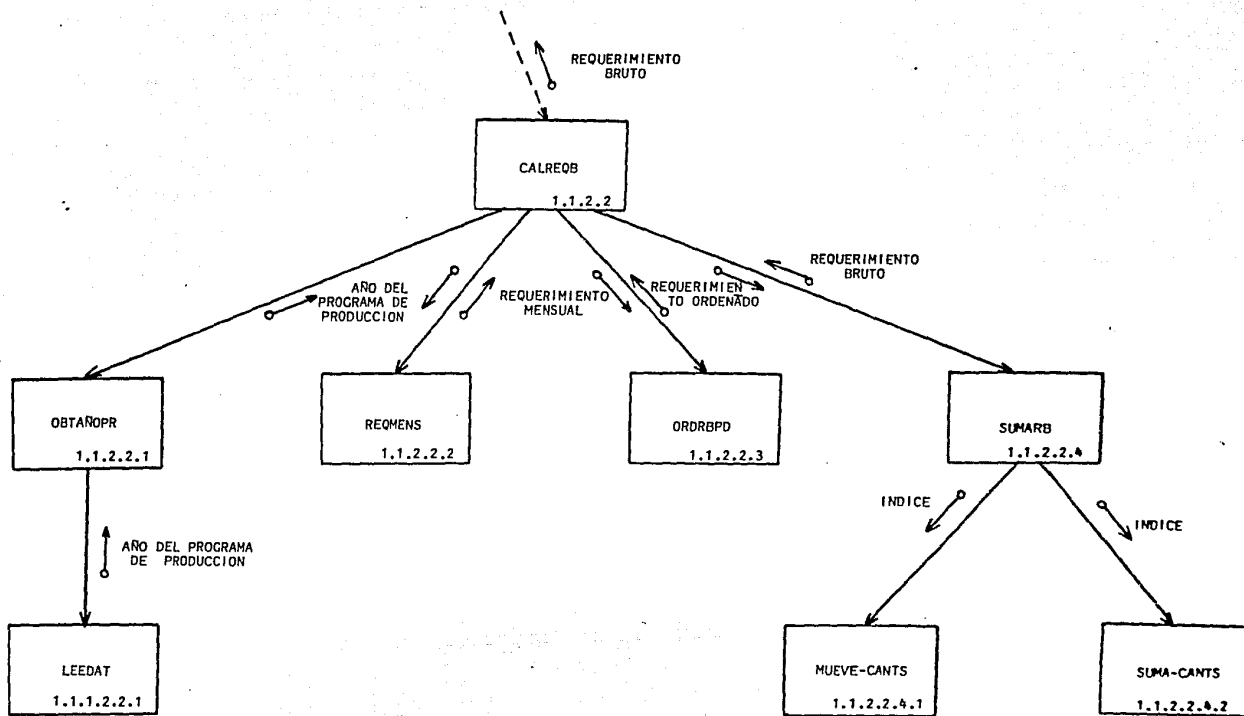 REQUERIMIENTO
BRUTO
CALREQB
1.1.2.2
AÑO DEL
PROGRAMA DE
PRODUCCION
REQUERIMIENTO
MENSUAL
REQUERIMIEN
TO ORDENADO
REQUERIMIENTO
BRUTO
OBTAÑOPR
1.1.2.2.1
REQMENS
1.1.2.2.2
ORDRBPD
1.1.2.2.3
SUMARB
1.1.2.2.4
AÑO DEL PROGRAMA
DE PRODUCCION
INDICE
INDICE
LEEDAT
1.1.1.2.2.1
MUEVE-CANTS
1.1.2.2.4.1
SUMA-CANTS
1.1.2.2.4.2